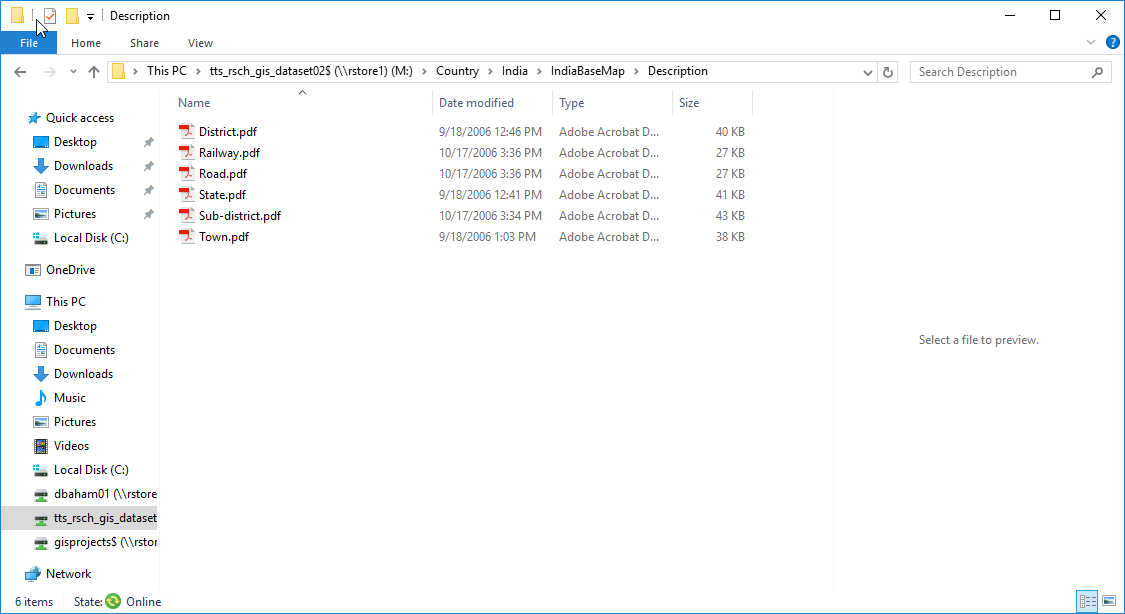 Description
File Home Share View
This PC tts_rsch_gis_dataset02$ (\\rstore1) (M:) Country India IndiaBaseMap Description Search Description
Name Date modified Type Size
District.pdf 9/18/2006 12:46 PM Adobe Acrobat D... 40 KB
Railway.pdf 10/17/2006 3:36 PM Adobe Acrobat D... 27 KB
Road.pdf 10/17/2006 3:36 PM Adobe Acrobat D... 27 KB
State.pdf 9/18/2006 12:41 PM Adobe Acrobat D... 41 KB
Sub-district.pdf 10/17/2006 3:34 PM Adobe Acrobat D... 43 KB
Town.pdf 9/18/2006 1:03 PM Adobe Acrobat D... 38 KB
Quick access
Desktop
Downloads
Documents
Pictures
Local Disk (C:)
OneDrive
This PC
Desktop
Documents
Downloads
Music
Pictures
Videos
Local Disk (C:)
dbaham01 (\\rstore
tts_rsch_gis_dataset
gisprojects$ (\\rstor
Network
Select a file to preview.
6 items State: Online